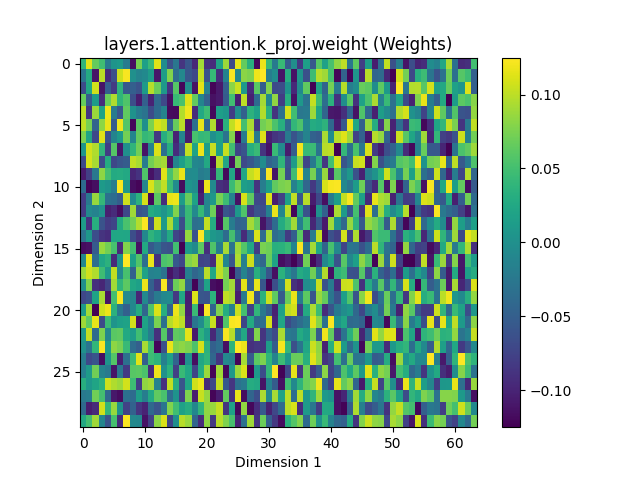 layers.1.attention.k_proj.weight (Weights)
0
5
10
15
20
25
Dimension 2
0 10 20 30 40 50 60
Dimension 1
0.10
0.05
0.00
−0.05
−0.10